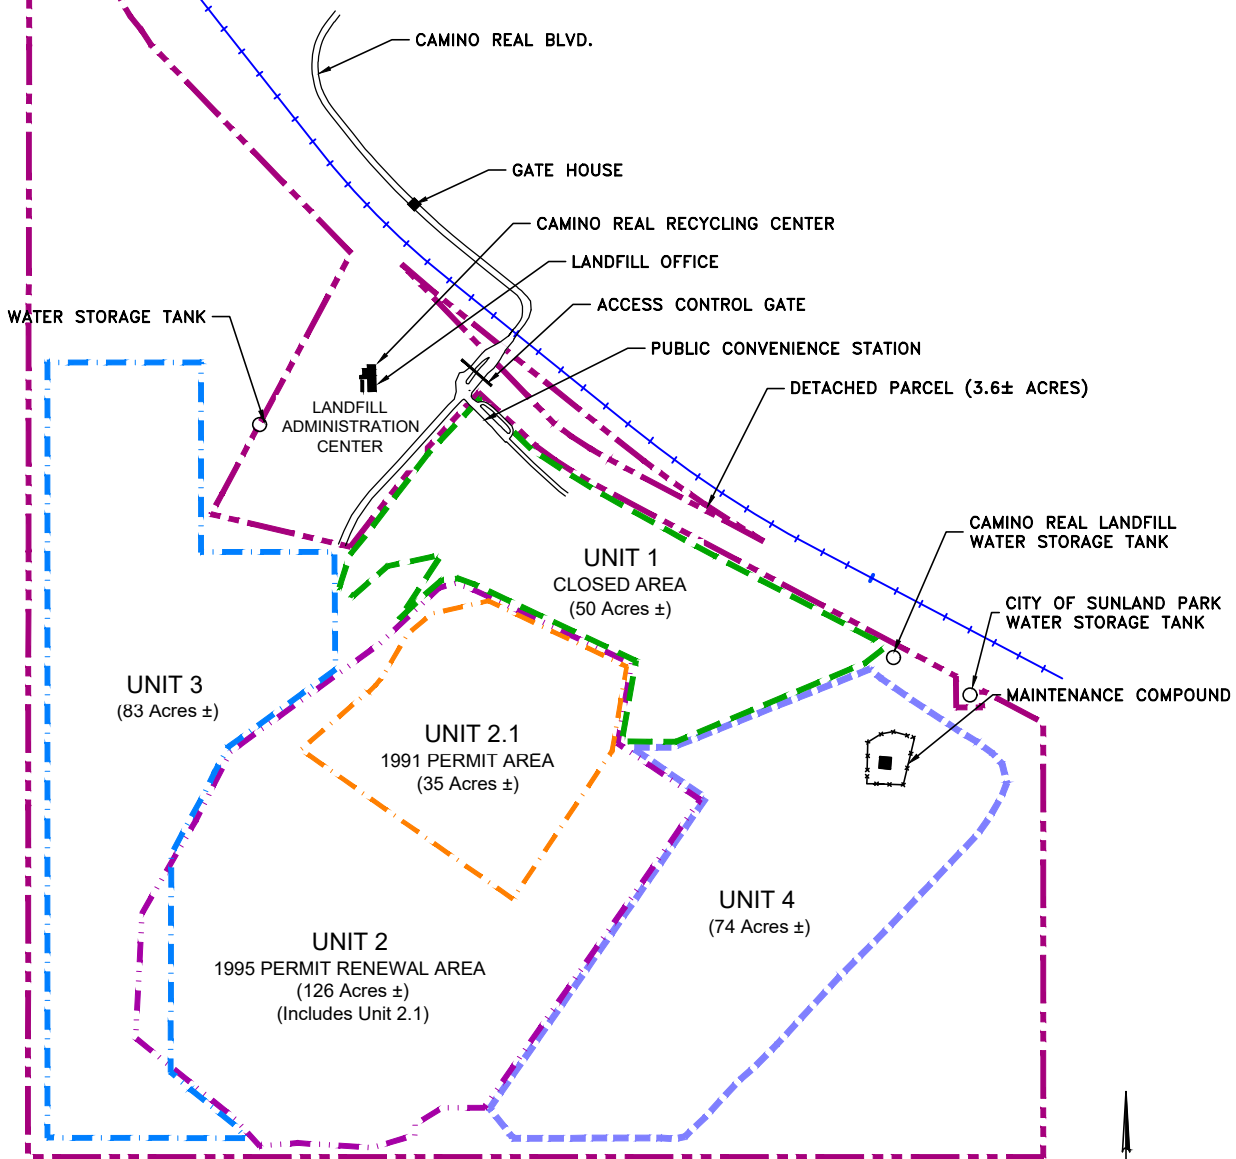 CAMINO REAL BLVD.
GATE HOUSE
CAMINO REAL RECYCLING CENTER
LANDFILL OFFICE
ACCESS CONTROL GATE
WATER STORAGE TANK
PUBLIC CONVENIENCE STATION
DETACHED PARCEL (3.6± ACRES)
LANDFILL
ADMINISTRATION
CENTER
CAMINO REAL LANDFILL
WATER STORAGE TANK
UNIT 1
CLOSED AREA
(50 Acres ±)
CITY OF SUNLAND PARK
WATER STORAGE TANK
UNIT 3
(83 Acres ±)
MAINTENANCE COMPOUND
UNIT 2.1
1991 PERMIT AREA
(35 Acres ±)
UNIT 4
(74 Acres ±)
UNIT 2
1995 PERMIT RENEWAL AREA
(126 Acres ±)
(Includes Unit 2.1)